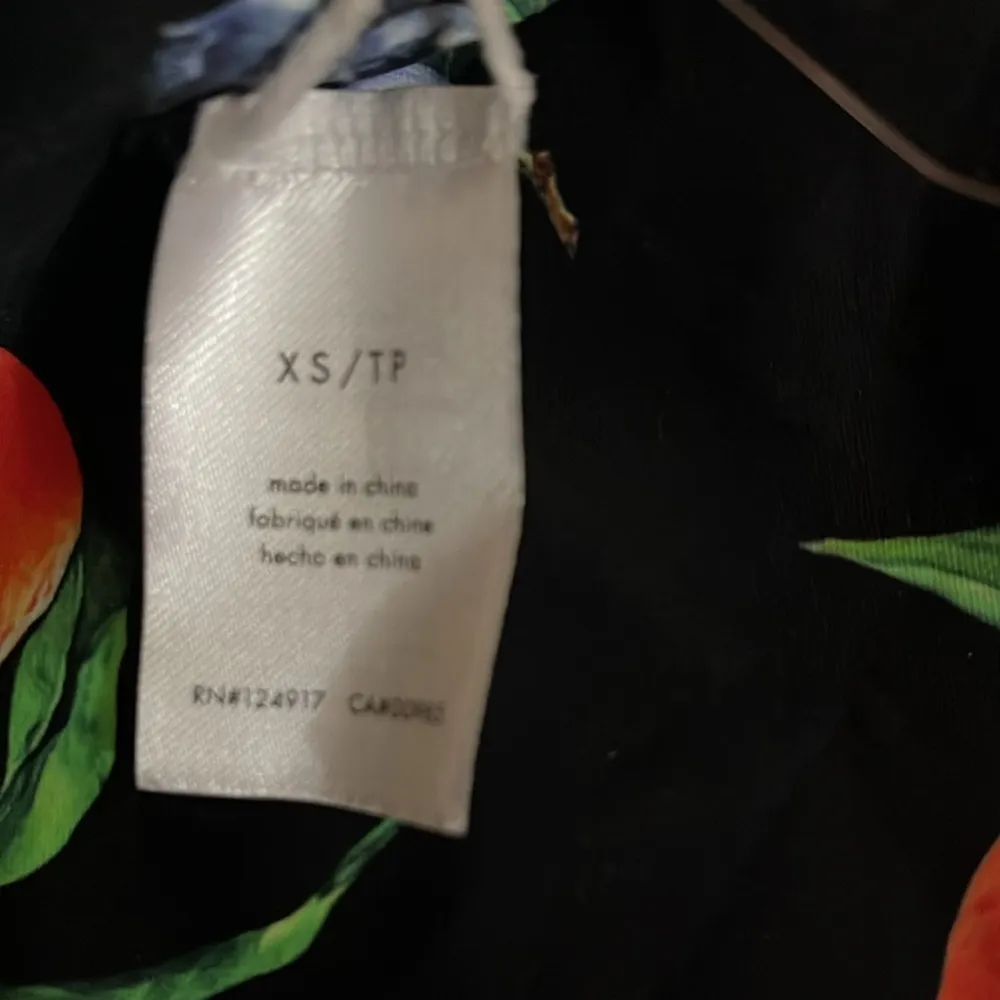 XS/TP
made in china
fabriqué en chine
hecho en china
RN#124917